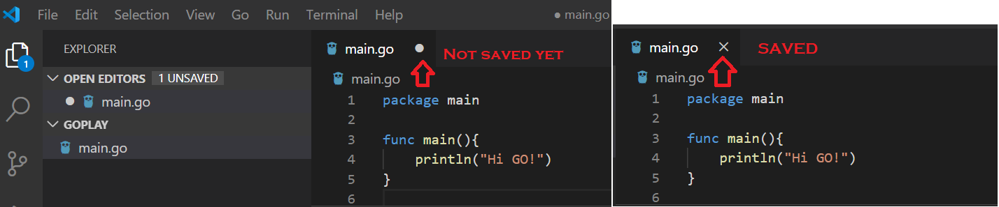 File Edit Selection View Go Run Terminal Help ● main.go
EXPLORER
OPEN EDITORS 1 UNSAVED
● main.go
GOPLAY
main.go
1
main.go ● NOT SAVED YET
main.go
1 package main
2
3 func main(){
4 println("Hi GO!")
5 }
6
main.go × SAVED
main.go
1 package main
2
3 func main(){
4 println("Hi GO!")
5 }
6